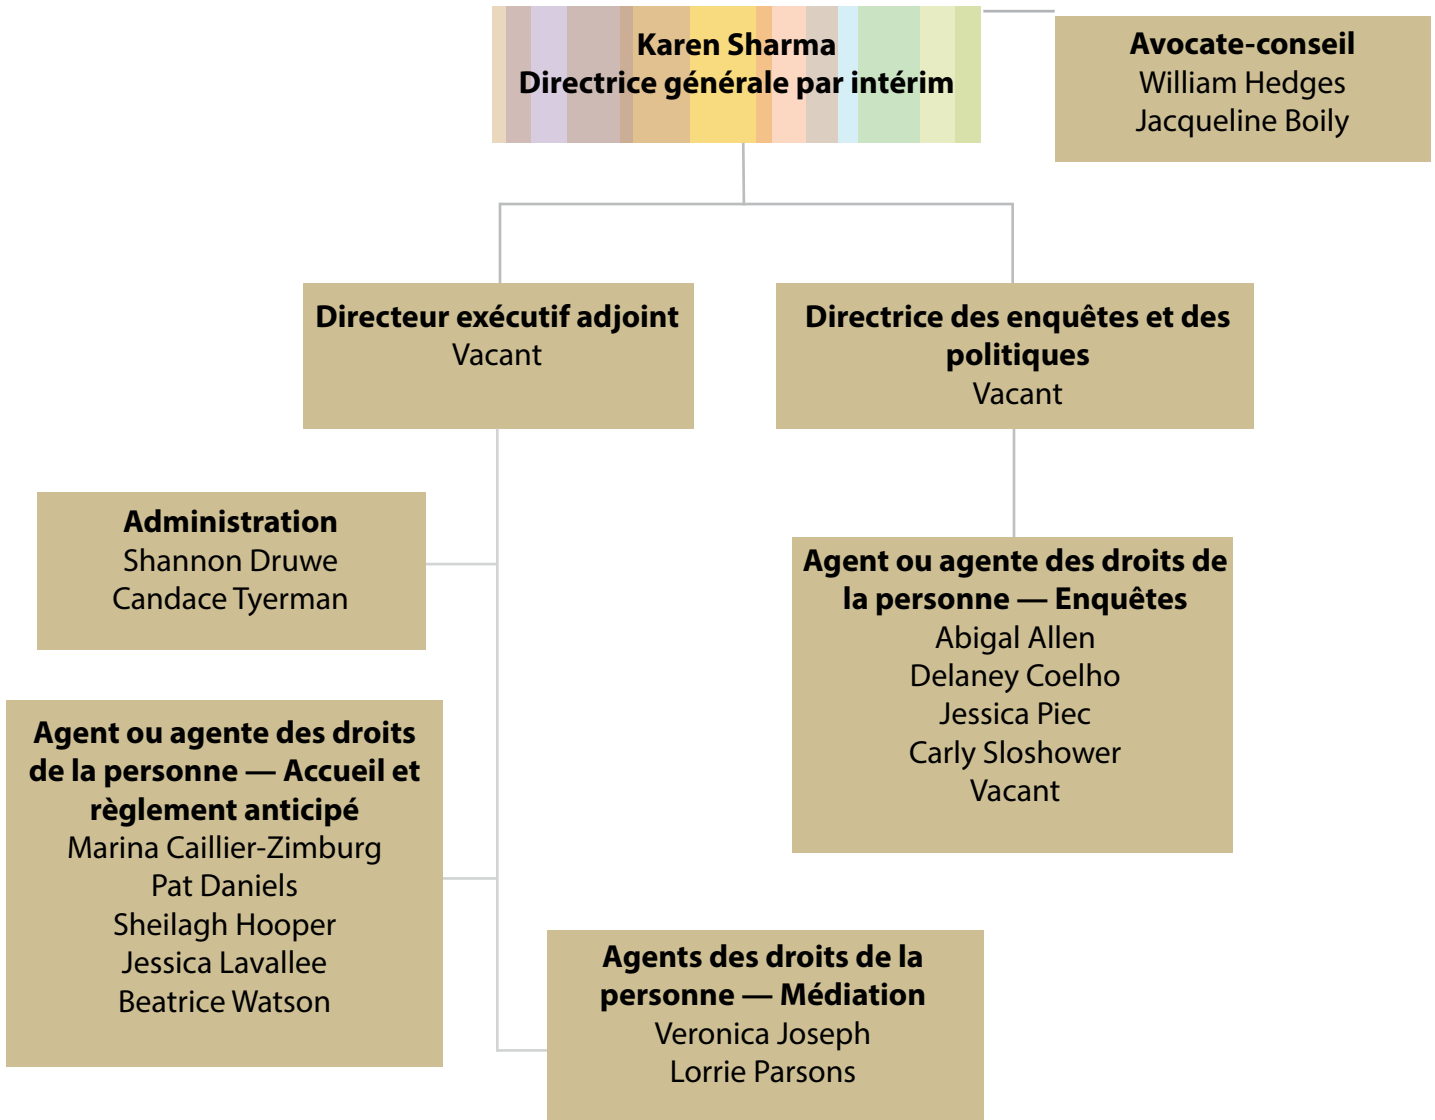 Karen Sharma
Directrice générale par intérim
Avocate-conseil
William Hedges
Jacqueline Boily
Directeur exécutif adjoint
Vacant
Directrice des enquêtes et des
politiques
Vacant
Administration
Shannon Druwe
Candace Tyerman
Agent ou agente des droits de
la personne — Enquêtes
Abigal Allen
Delaney Coelho
Jessica Piec
Carly Sloshower
Vacant
Agent ou agente des droits
de la personne — Accueil et
règlement anticipé
Marina Caillier-Zimburg
Pat Daniels
Sheilagh Hooper
Jessica Lavallee
Beatrice Watson
Agents des droits de la
personne — Médiation
Veronica Joseph
Lorrie Parsons